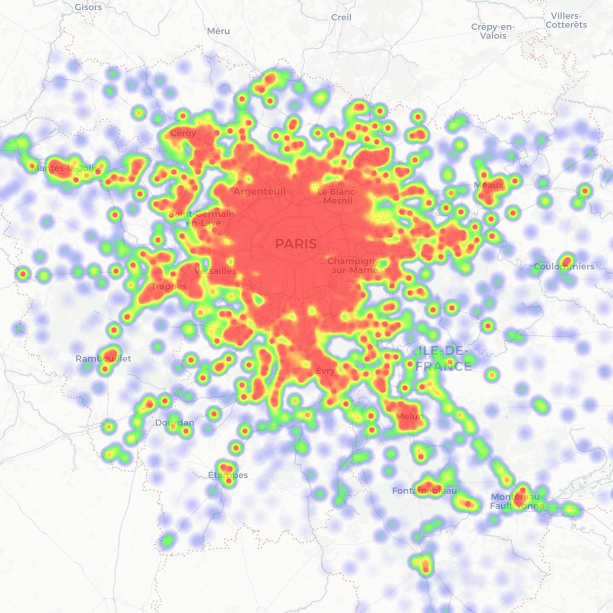 Gisors
Creil
Villers-
Cotterêts
Méru
Crépy-en-
Valois
Cergy
Mantes-la-Jolie
Meaux
Argenteuil
Le Blanc
Mesnil
Saint-Germain-
en-Laye
PARIS
Champign
sur-Marne
Coulommiers
Versailles
Trappes
Rambouillet
ILE-DE-
FRANCE
Évry
Melun
Dourdan
Étampes
Fontainebleau
Montereau-
Fault-Yonne